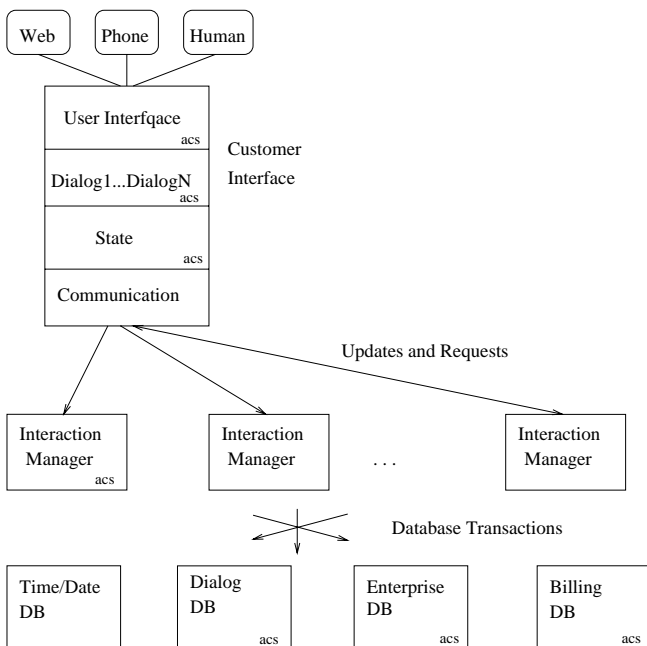 Web
Phone
Human
User Interfqace
acs
Customer
Interface
Dialog1...DialogN
acs
State
acs
Communication
Updates and Requests
Interaction
Manager
acs
Interaction
Manager
. . .
Interaction
Manager
Database Transactions
Time/Date
DB
Dialog
DB
acs
Enterprise
DB
acs
Billing
DB
acs